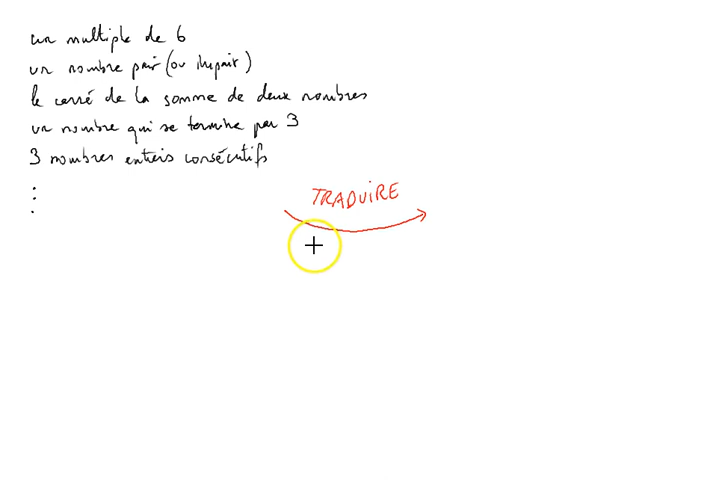 un multiple de 6
un nombre pair (ou impair)
le carré de la somme de deux nombres
un nombre qui se termine par 3
3 nombres entiers consécutifs
⋮
TRADUIRE